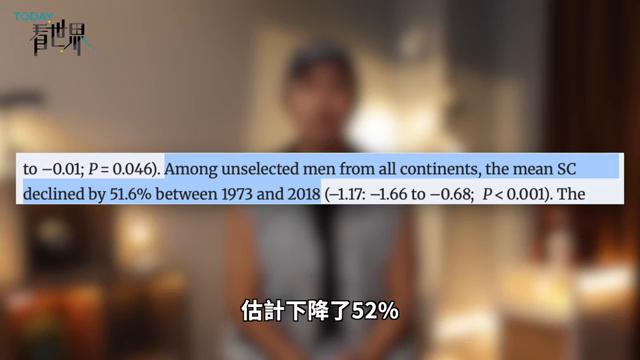 TODAY
看世界
to –0.01; P = 0.046). Among unselected men from all continents, the mean SC
declined by 51.6% between 1973 and 2018 (–1.17: –1.66 to –0.68;  P < 0.001). The
估計下降了52%